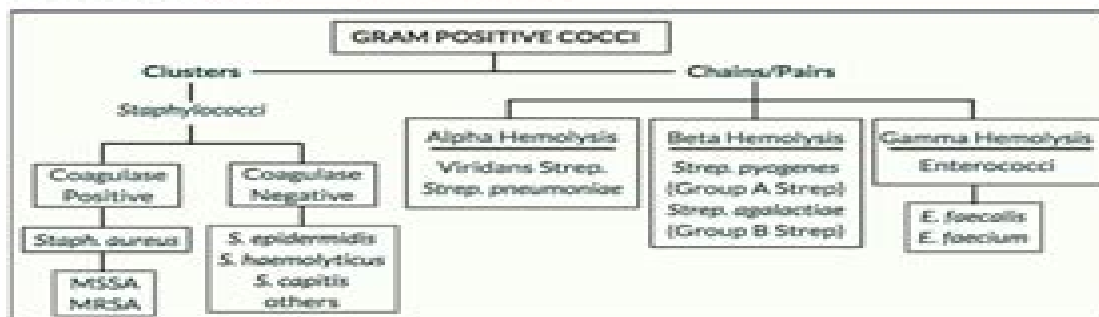 GRAM POSITIVE COCCI
Clusters
Chains/Pairs
Staphylococci
Coagulase
Positive
Coagulase
Negative
Staph. aureus
MSSA
MRSA
S. epidermidis
S. haemolyticus
S. capitis
others
Alpha Hemolysis
Viridans Strep.
Strep. pneumoniae
Beta Hemolysis
Strep. pyogenes
(Group A Strep)
Strep. agalactiae
(Group B Strep)
Gamma Hemolysis
Enterococci
E. faecalis
E. faecium